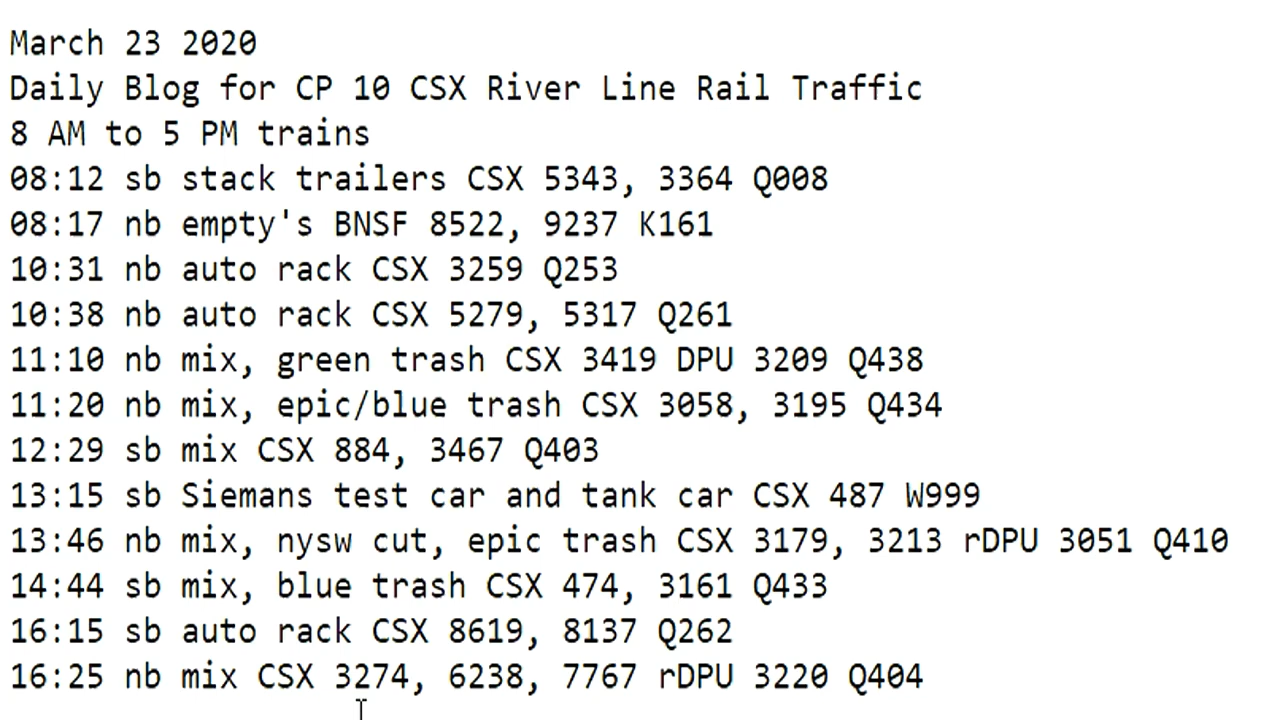 March 23 2020
Daily Blog for CP 10 CSX River Line Rail Traffic
8 AM to 5 PM trains
08:12 sb stack trailers CSX 5343, 3364 Q008
08:17 nb empty's BNSF 8522, 9237 K161
10:31 nb auto rack CSX 3259 Q253
10:38 nb auto rack CSX 5279, 5317 Q261
11:10 nb mix, green trash CSX 3419 DPU 3209 Q438
11:20 nb mix, epic/blue trash CSX 3058, 3195 Q434
12:29 sb mix CSX 884, 3467 Q403
13:15 sb Siemans test car and tank car CSX 487 W999
13:46 nb mix, nysw cut, epic trash CSX 3179, 3213 rDPU 3051 Q410
14:44 sb mix, blue trash CSX 474, 3161 Q433
16:15 sb auto rack CSX 8619, 8137 Q262
16:25 nb mix CSX 3274, 6238, 7767 rDPU 3220 Q404